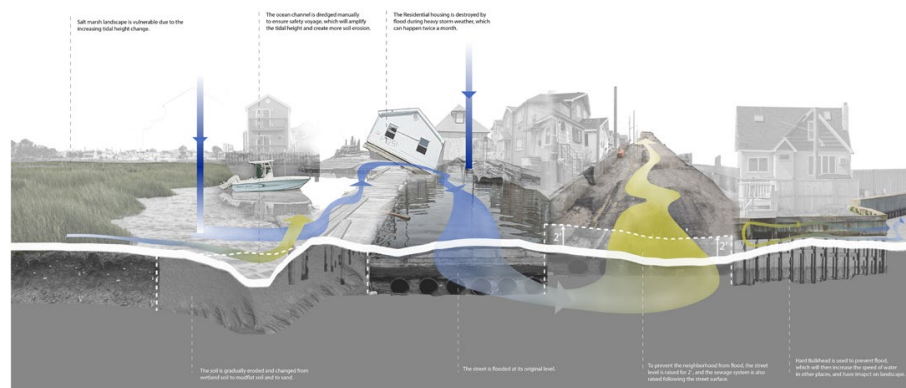 Salt marsh landscape is vulnerable due to the
increasing tidal height change.
The ocean channel is dredged manually
to ensure safety voyage, which will amplify
the tidal height and create more soil erosion.
The Residential housing is destroyed by
flood during heavy storm weather, which
can happen twice a month.
2'
2'
The soil is gradually eroded and changed from
wetland soil to mudflat soil and to sand.
The street is flooded at its original level.
To prevent the neighborhood from flood, the street
level is raised for 2', and the sewage system is also
raised following the street surface.
Hard Bulkhead is used to prevent flood,
which will then increase the speed of water
in other places, and have imapct on landscape.